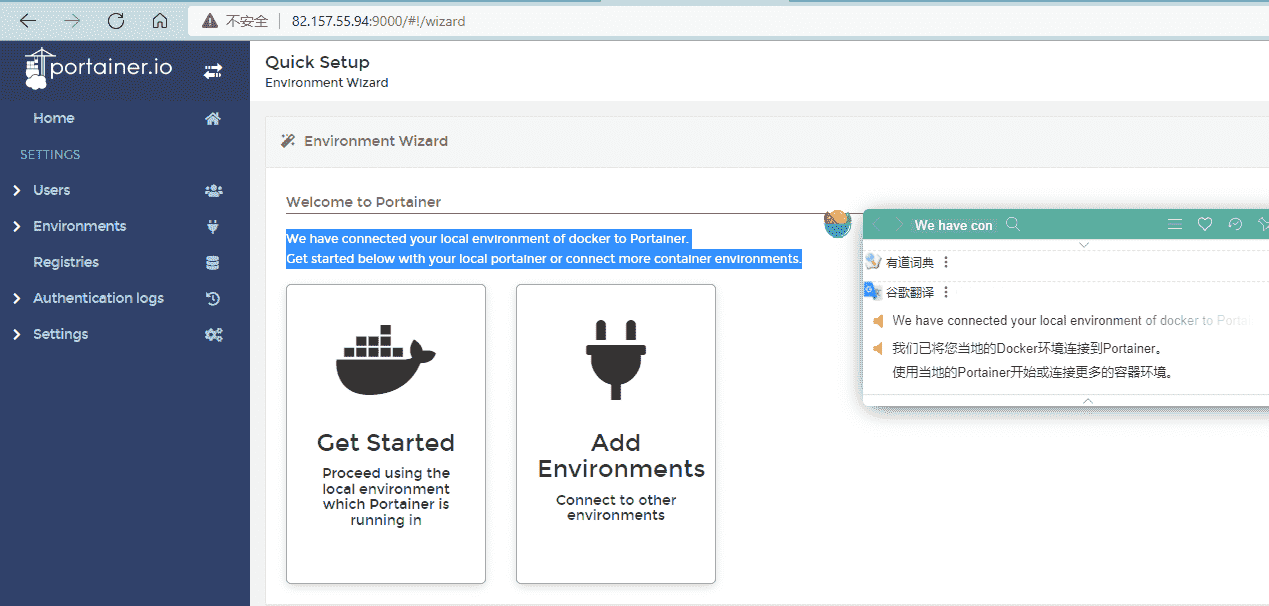 不安全 82.157.55.94:9000/#!/wizard
portainer.io
Home
SETTINGS
Users
Environments
Registries
Authentication logs
Settings
Quick Setup
Environment Wizard
Environment Wizard
Welcome to Portainer
We have connected your local environment of docker to Portainer.
Get started below with your local portainer or connect more container environments.
Get Started
Proceed using the
local environment
which Portainer is
running in
Add
Environments
Connect to other
environments
We have con
有道词典
谷歌翻译
We have connected your local environment of docker to Porta
我们已将您当地的Docker环境连接到Portainer。
使用当地的Portainer开始或连接更多的容器环境。